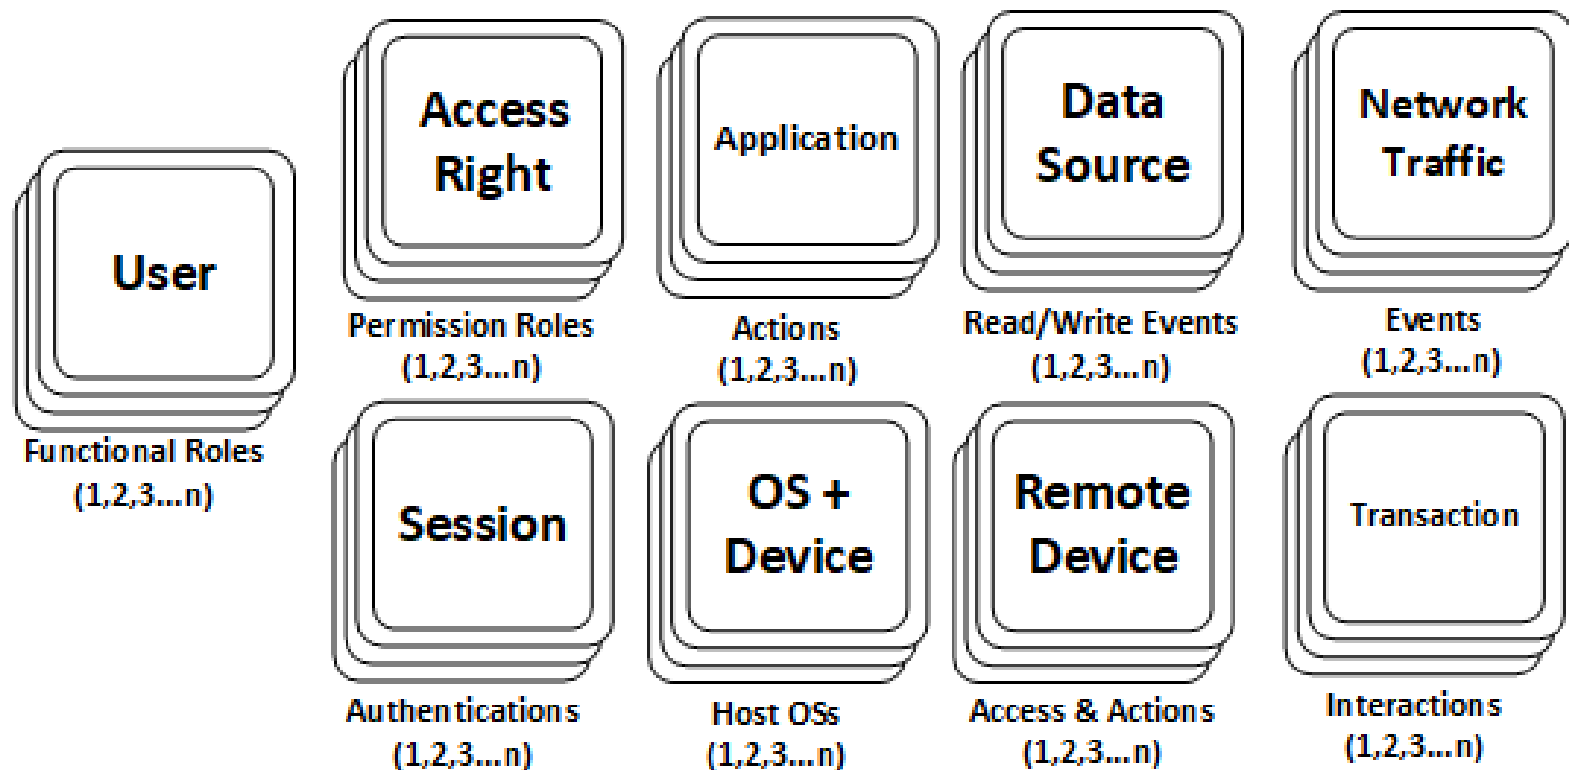 User
Functional Roles
(1,2,3...n)
Access
Right
Permission Roles
(1,2,3...n)
Application
Actions
(1,2,3...n)
Data
Source
Read/Write Events
(1,2,3...n)
Network
Traffic
Events
(1,2,3...n)
Session
Authentications
(1,2,3...n)
OS +
Device
Host OSs
(1,2,3...n)
Remote
Device
Access & Actions
(1,2,3...n)
Transaction
Interactions
(1,2,3...n)